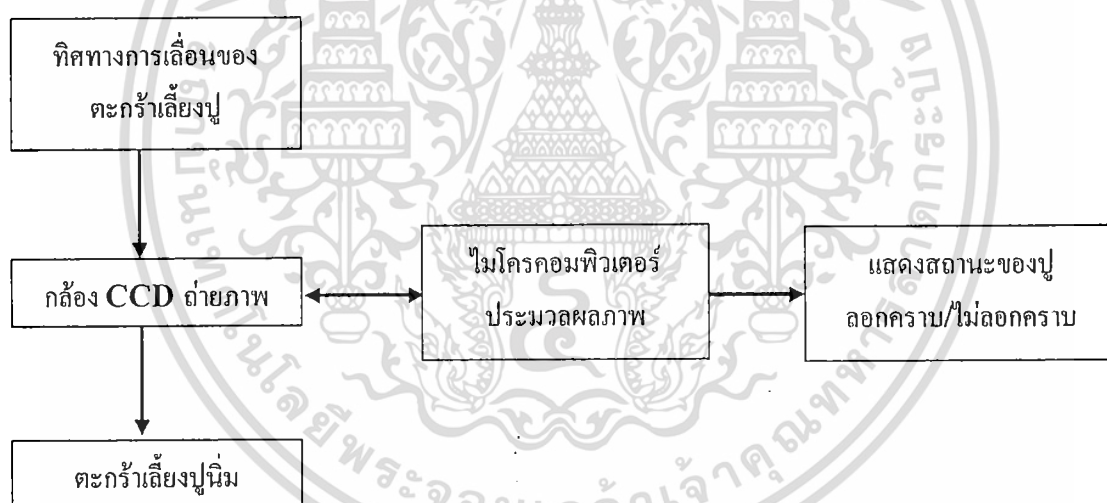 ทิศทางการเลื่อนของ
ตะกร้าเลี้ยงปู
กล้อง CCD ถ่ายภาพ
ไมโครคอมพิวเตอร์
ประมวลผลภาพ
แสดงสถานะของปู
ลอกคราบ/ไม่ลอกคราบ
ตะกร้าเลี้ยงปูนิ่ม